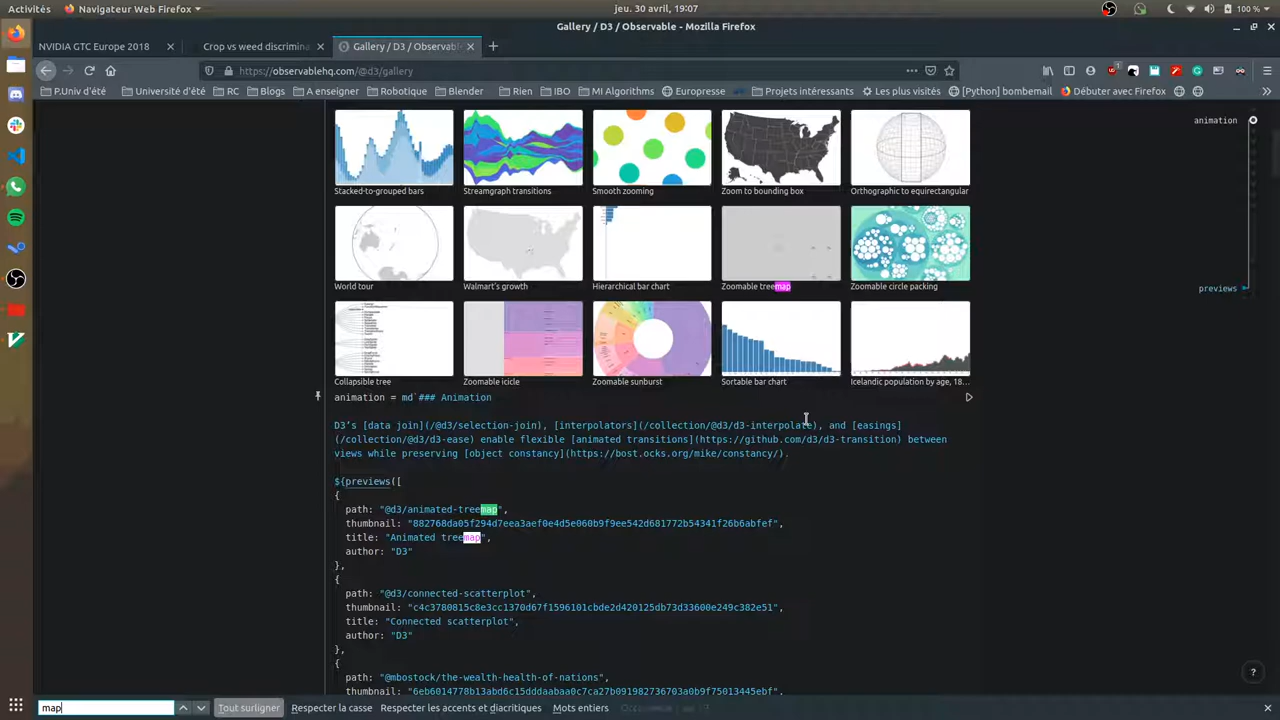 Activités
Navigateur Web Firefox
jeu. 30 avril, 19:07
100 %
Gallery / D3 / Observable - Mozilla Firefox
NVIDIA GTC Europe 2018
Crop vs weed discrimina
Gallery / D3 / Observable
https://observablehq.com/@d3/gallery
P.Univ d'été
Université d'été
RC
Blogs
A enseigner
Robotique
Blender
Rien
IBO
MI Algorithms
Europresse
Projets intéressants
Les plus visités
[Python] bombemail
Débuter avec Firefox
animation
Stacked-to-grouped bars
Streamgraph transitions
Smooth zooming
Zoom to bounding box
Orthographic to equirectangular
World tour
Walmart's growth
Hierarchical bar chart
Zoomable treemap
Zoomable circle packing
previews
Collapsible tree
Zoomable icicle
Zoomable sunburst
Sortable bar chart
Icelandic population by age, 18…
animation = md`### Animation
D3's [data join](/@d3/selection-join), [interpolators](/collection/@d3/d3-interpolate), and [easings]
(/collection/@d3/d3-ease) enable flexible [animated transitions](https://github.com/d3/d3-transition) between
views while preserving [object constancy](https://bost.ocks.org/mike/constancy/).
${previews([
{
path: "@d3/animated-treemap",
thumbnail: "882768da05f294d7eea3aef0e4d5e060b9f9ee542d681772b54341f26b6abfef",
title: "Animated treemap",
author: "D3"
},
{
path: "@d3/connected-scatterplot",
thumbnail: "c4c3780815c8e3cc1370d67f1596101cbde2d420125db73d33600e249c382e51",
title: "Connected scatterplot",
author: "D3"
},
{
path: "@mbostock/the-wealth-health-of-nations",
thumbnail: "6eb6014778b13abd6c15dddaabaa0c7ca27b091982736703a0b9f75013445ebf",
map
Tout surligner
Respecter la casse
Respecter les accents et diacritiques
Mots entiers